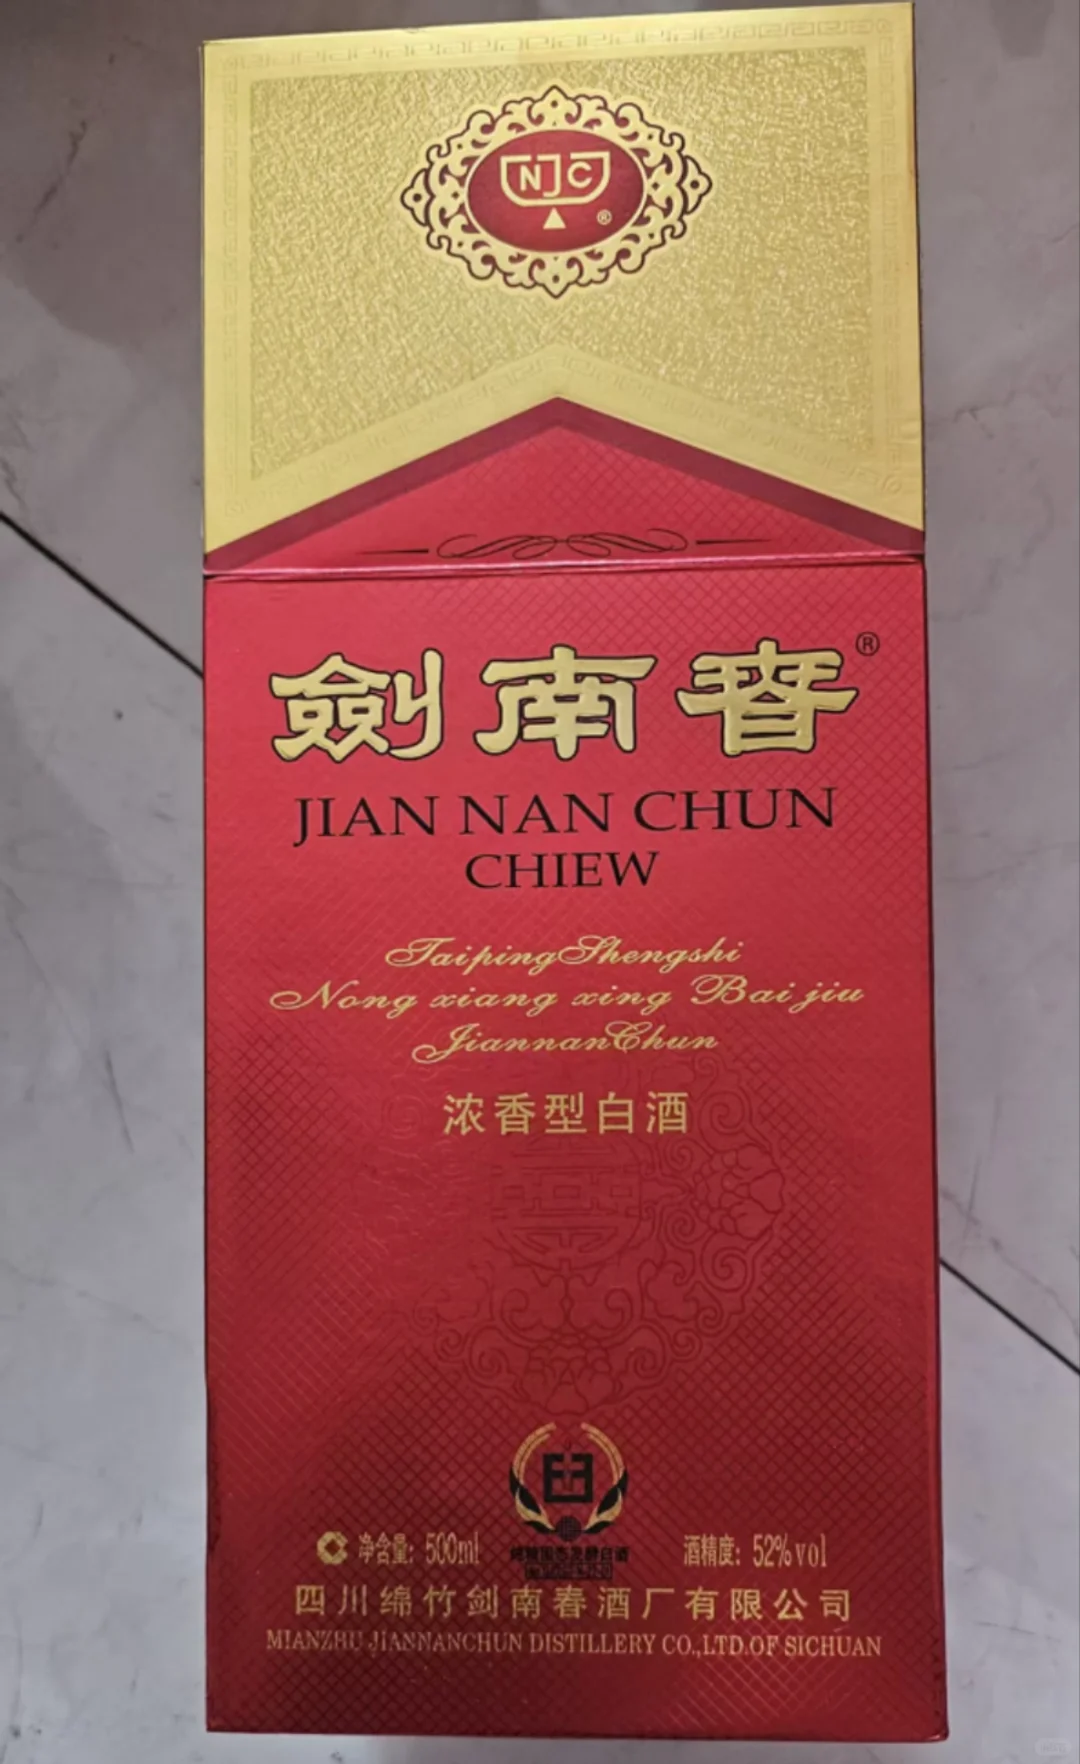 NJC
®
劍南春®
JIAN NAN CHUN
CHIEW
TaipingShengshi
Nong xiang xing Bai jiu
JiannanChun
浓香型白酒
净含量: 500ml
酒精度: 52%vol
四川绵竹剑南春酒厂有限公司
MIANZHU JIANNANCHUN DISTILLERY CO.,LTD.OF SICHUAN